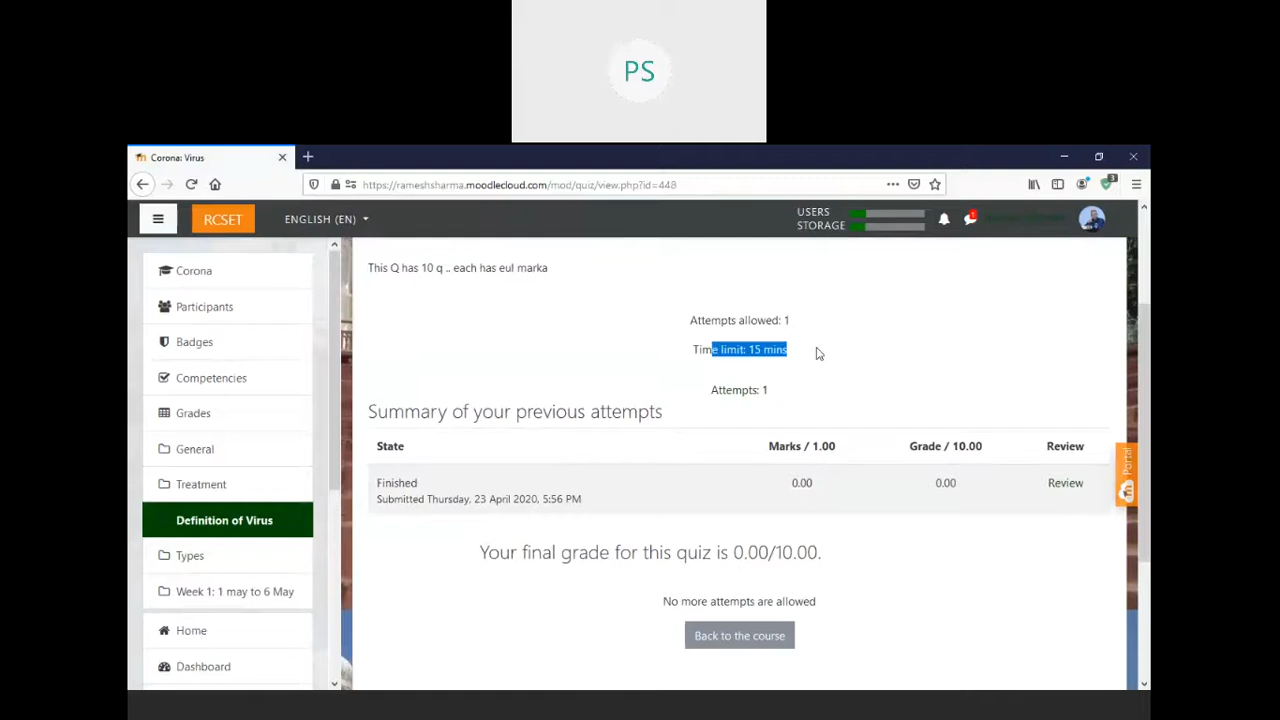 PS
Corona: Virus
https://rameshsharma.moodlecloud.com/mod/quiz/view.php?id=448
3
RCSET
ENGLISH (EN)
USERS
STORAGE
1
Corona
Participants
Badges
Competencies
Grades
General
Treatment
Definition of Virus
Types
Week 1: 1 may to 6 May
Home
Dashboard
This Q has 10 q .. each has eul marka
Attempts allowed: 1
Time limit: 15 mins
Attempts: 1
Summary of your previous attempts
State Marks / 1.00 Grade / 10.00 Review
Finished 0.00 0.00 Review
Submitted Thursday, 23 April 2020, 5:56 PM
Your final grade for this quiz is 0.00/10.00.
No more attempts are allowed
Back to the course
Portal